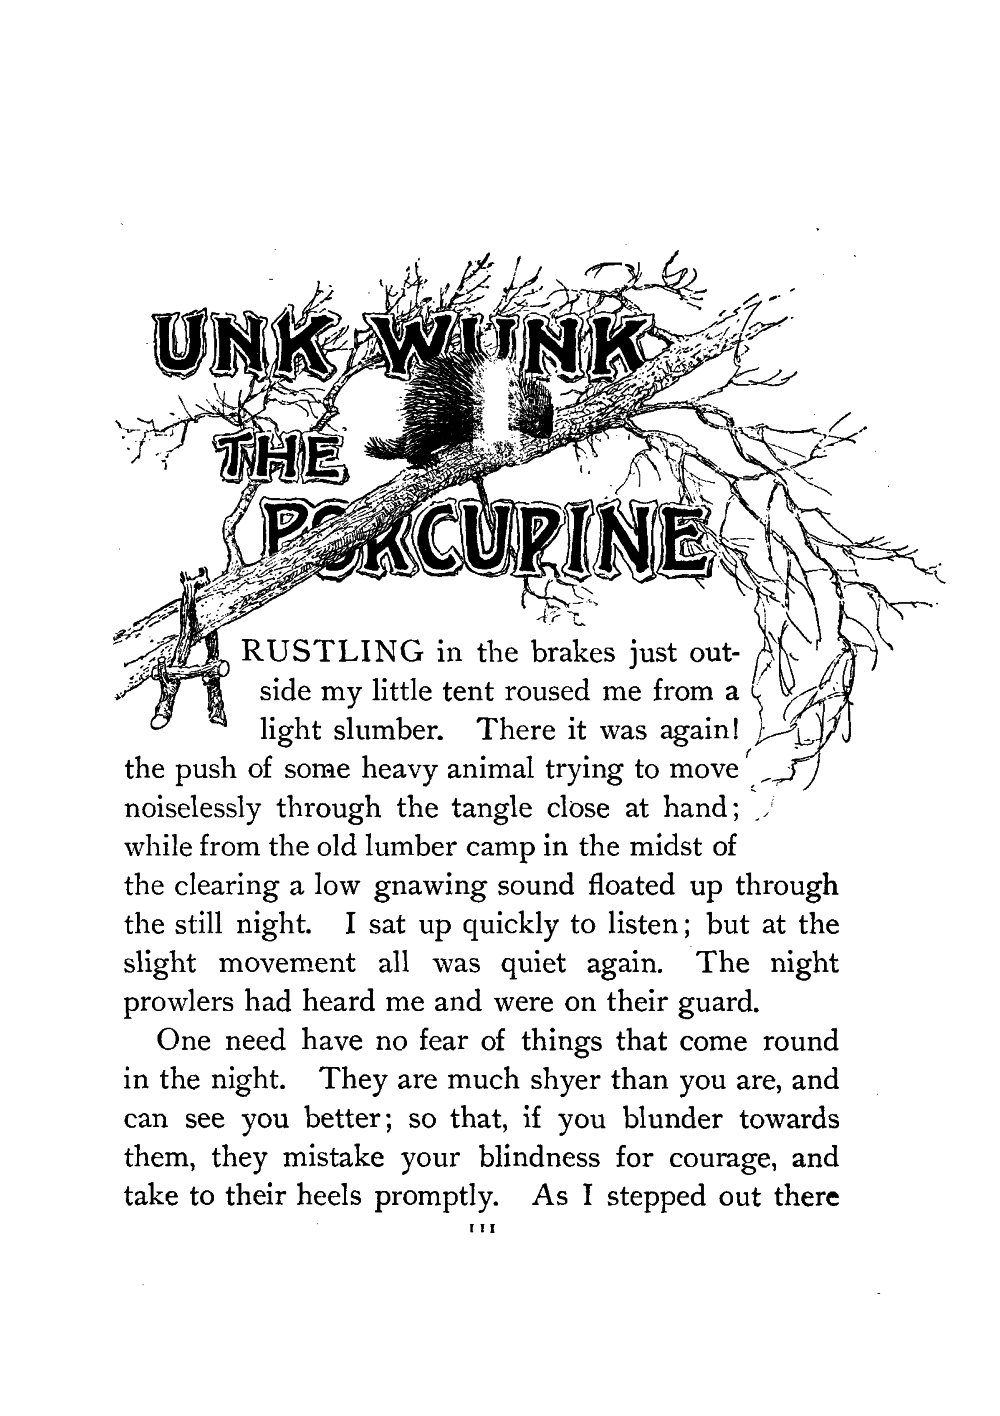 UNK WUNK
THE
PORCUPINE
A RUSTLING in the brakes just out-
side my little tent roused me from a
light slumber. There it was again!
the push of some heavy animal trying to move
noiselessly through the tangle close at hand;
while from the old lumber camp in the midst of
the clearing a low gnawing sound floated up through
the still night. I sat up quickly to listen; but at the
slight movement all was quiet again. The night
prowlers had heard me and were on their guard.
One need have no fear of things that come round
in the night. They are much shyer than you are, and
can see you better; so that, if you blunder towards
them, they mistake your blindness for courage, and
take to their heels promptly. As I stepped out there
111